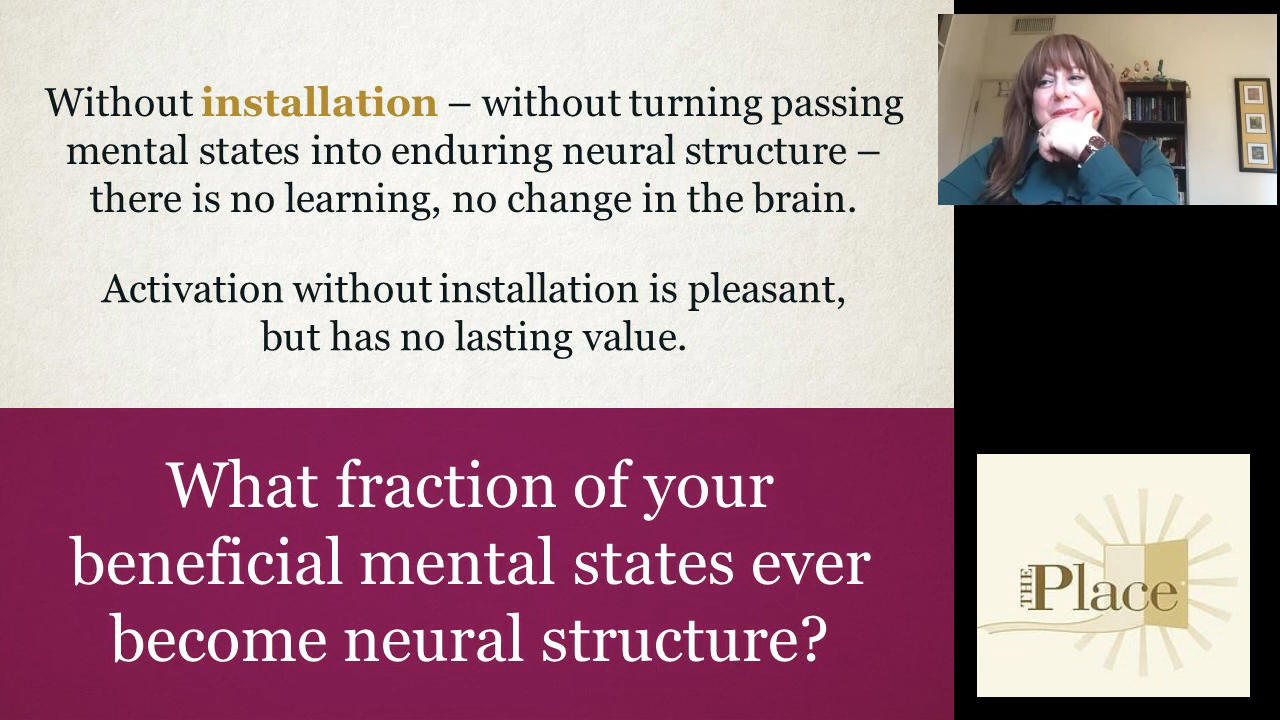 Without installation – without turning passing
mental states into enduring neural structure –
there is no learning, no change in the brain.
Activation without installation is pleasant,
but has no lasting value.
What fraction of your
beneficial mental states ever
become neural structure?
THE Place